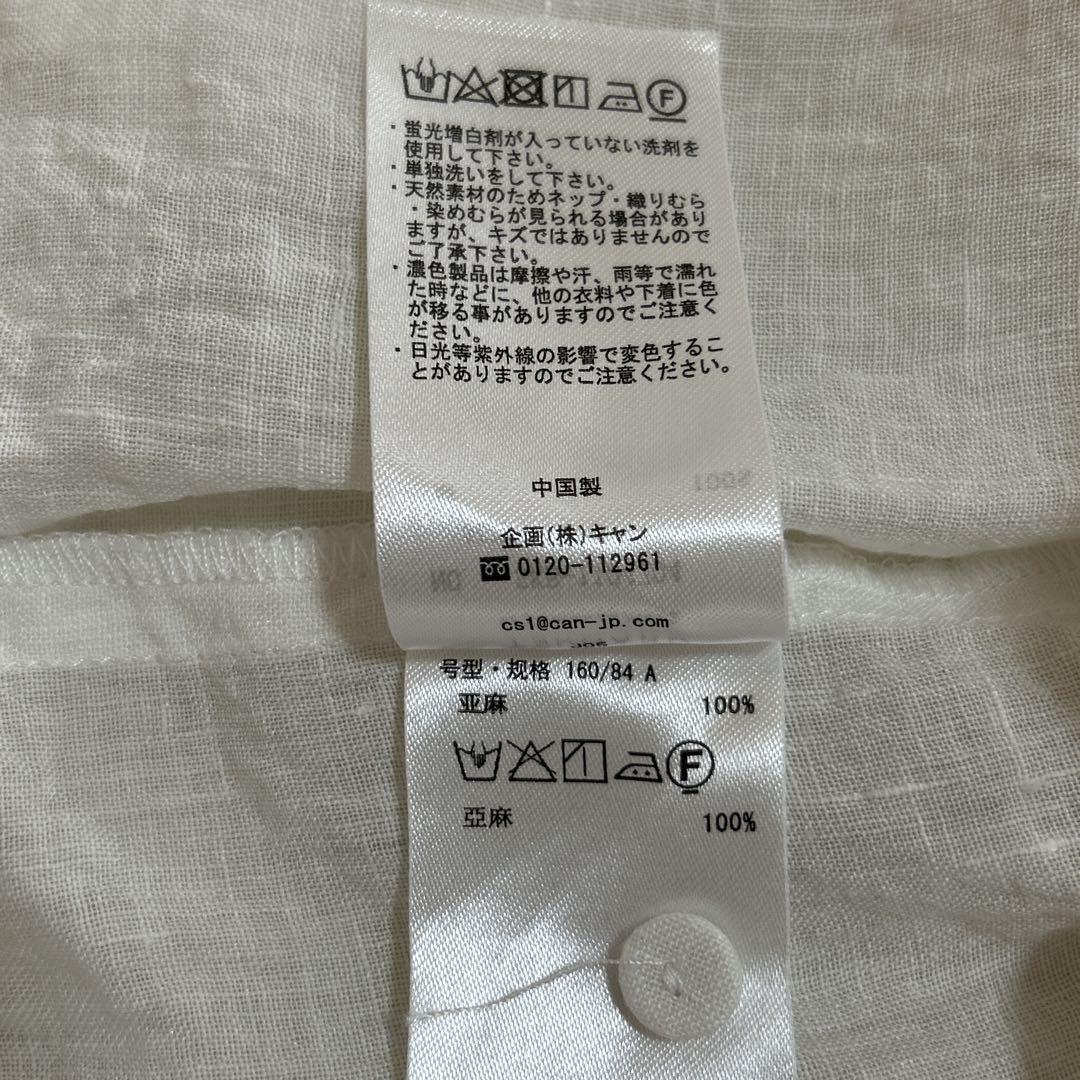 ・蛍光増白剤が入っていない洗剤を
使用して下さい。
・単独洗いをして下さい。
・天然素材のためネップ・織りむら
・染めむらが見られる場合があり
ますが、キズではありませんので
ご了承下さい。
・濃色製品は摩擦や汗、雨等で濡れ
た時などに、他の衣料や下着に色
が移る事がありますのでご注意く
ださい。
・日光等紫外線の影響で変色するこ
とがありますのでご注意ください。
中国製
企画(株)キャン
0120-112961
cs1@can-jp.com
号型・规格 160/84 A
亚麻 100%
F
亞麻 100%